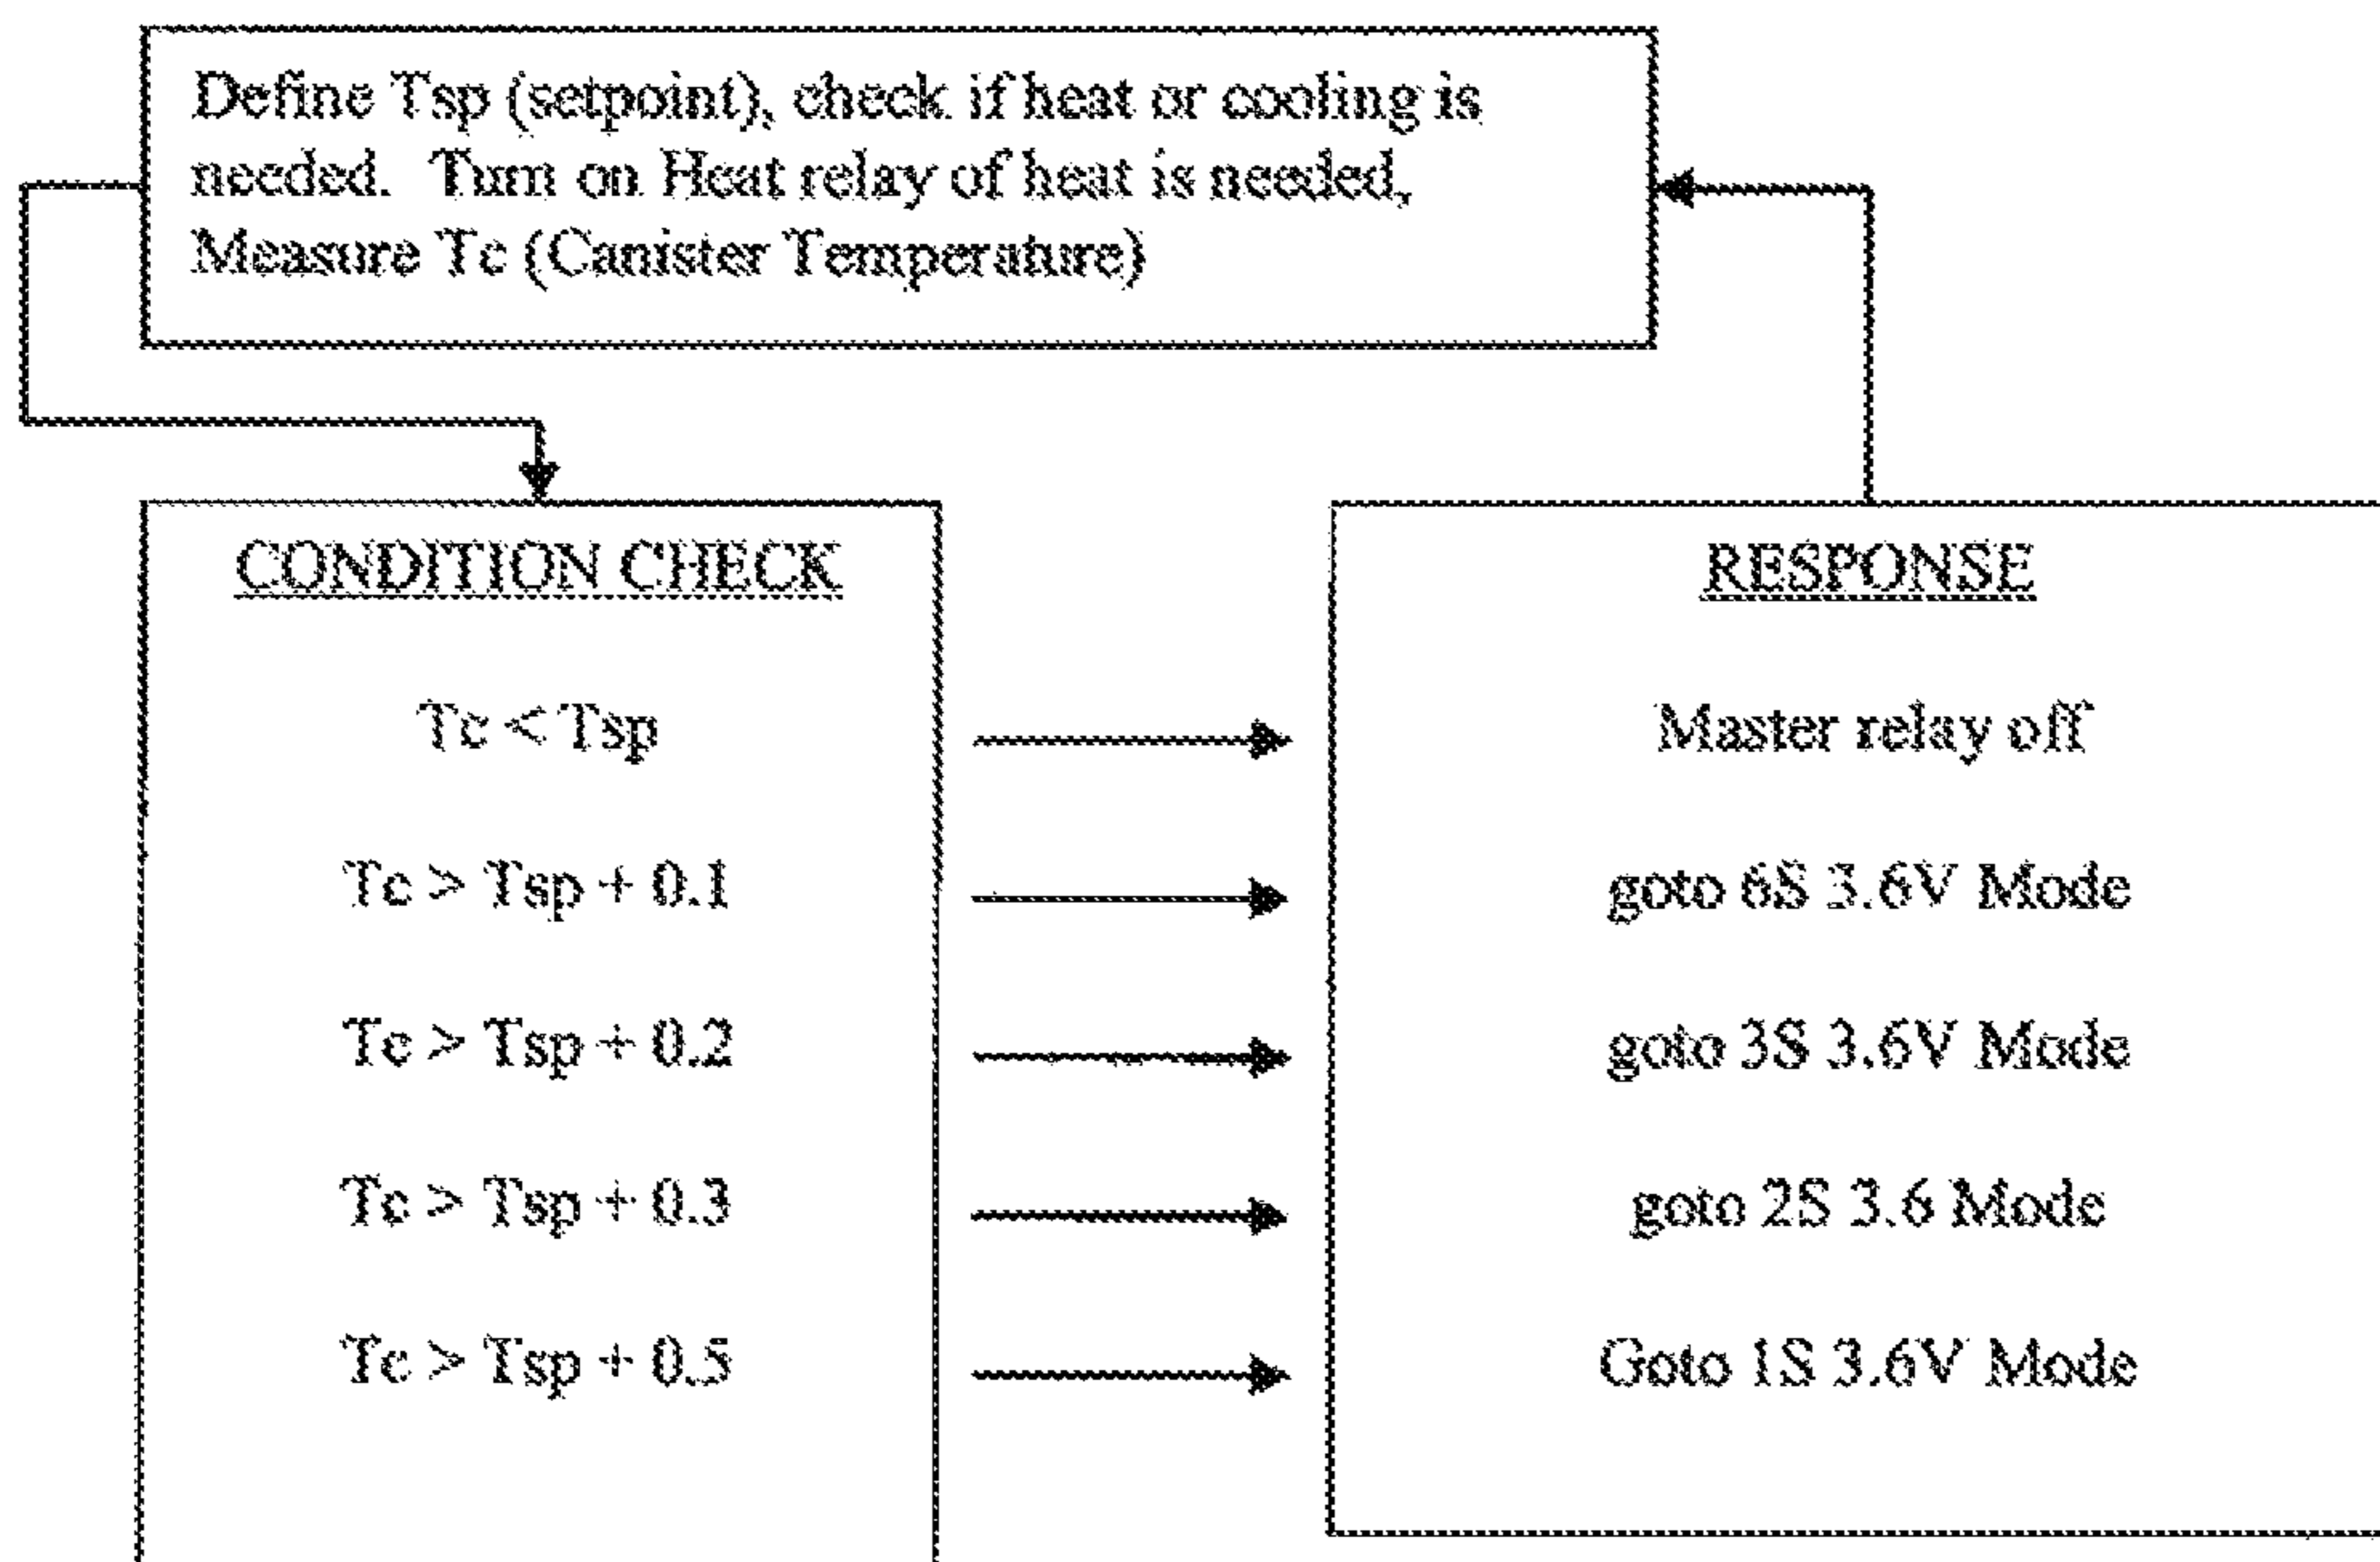 Define Tsp (setpoint), check if heat or cooling is
needed. Turn on Heat relay of heat is needed,
Measure Tc (Canister Temperature)
CONDITION CHECK
Tc < Tsp
Tc > Tsp + 0.1
Tc > Tsp + 0.2
Tc > Tsp + 0.3
Tc > Tsp + 0.5
RESPONSE
Master relay off
goto 6S 3.6V Mode
goto 3S 3.6V Mode
goto 2S 3.6 Mode
Goto 1S 3.6V Mode